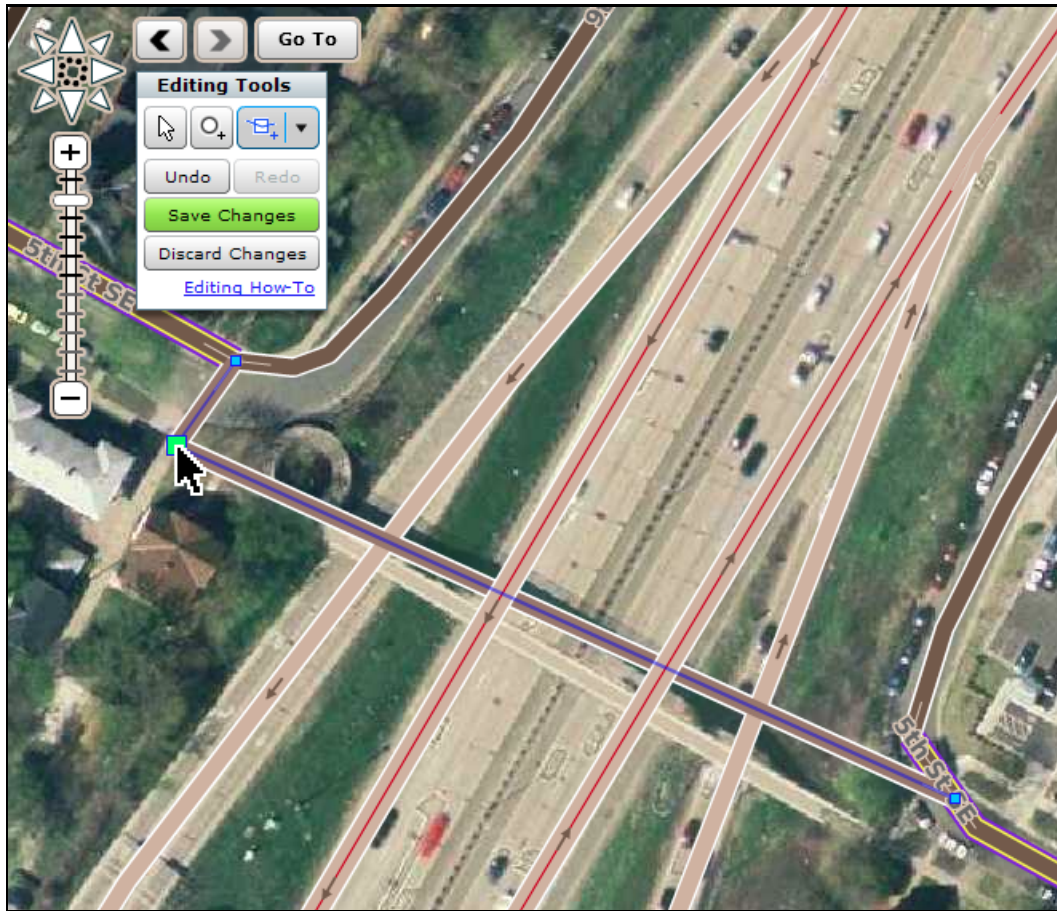 Go To
Editing Tools
Undo
Redo
Save Changes
Discard Changes
Editing How-To
5th St SE
5th St SE